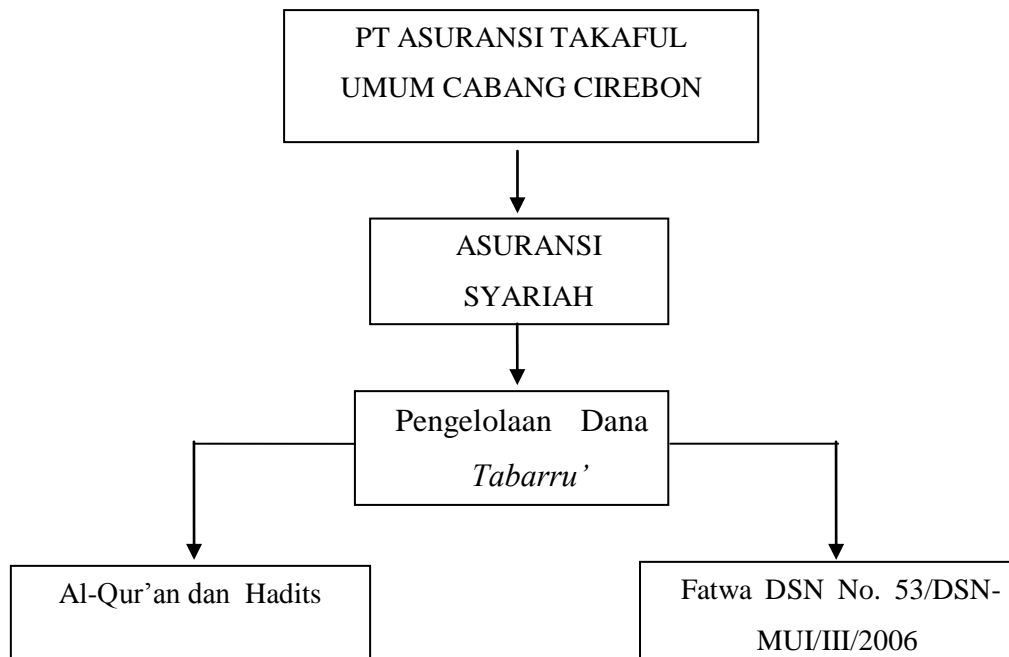 PT ASURANSI TAKAFUL
UMUM CABANG CIREBON
ASURANSI
SYARIAH
Pengelolaan Dana
Tabarru’
Al-Qur’an dan Hadits
Fatwa DSN No. 53/DSN-
MUI/III/2006